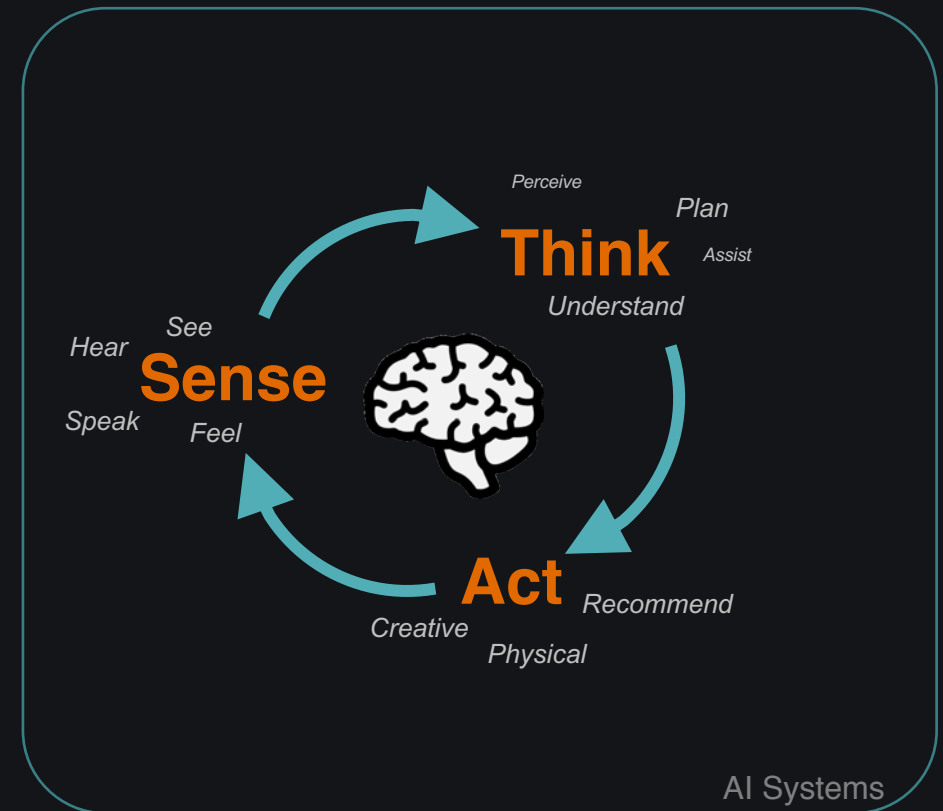 Perceive
Plan
Think
Assist
Understand
See
Hear
Sense
Speak
Feel
Act
Recommend
Creative
Physical
AI Systems